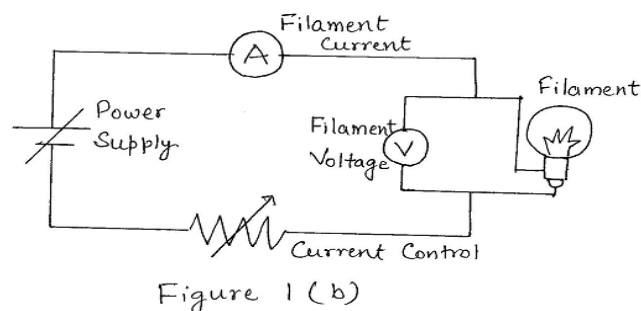 Filament
Current
A
Filament
Power
Supply
Filament
Voltage
V
Current Control
Figure 1 (b)